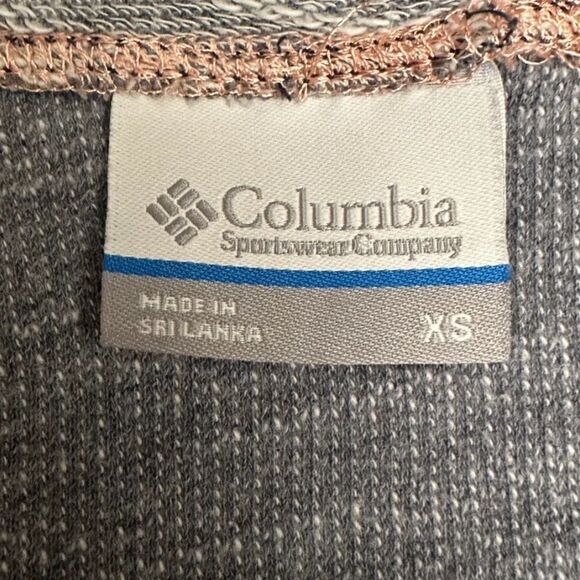 Columbia
Sportswear Company
MADE IN
SRI LANKA
XS